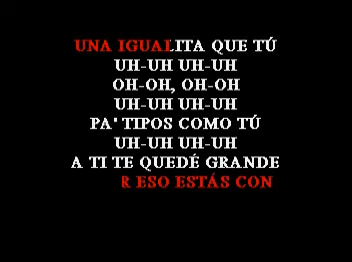 UNA IGUALITA QUE TÚ
UH-UH UH-UH
OH-OH, OH-OH
UH-UH UH-UH
PA' TIPOS COMO TÚ
UH-UH UH-UH
A TI TE QUEDÉ GRANDE
R ESO ESTÁS CON